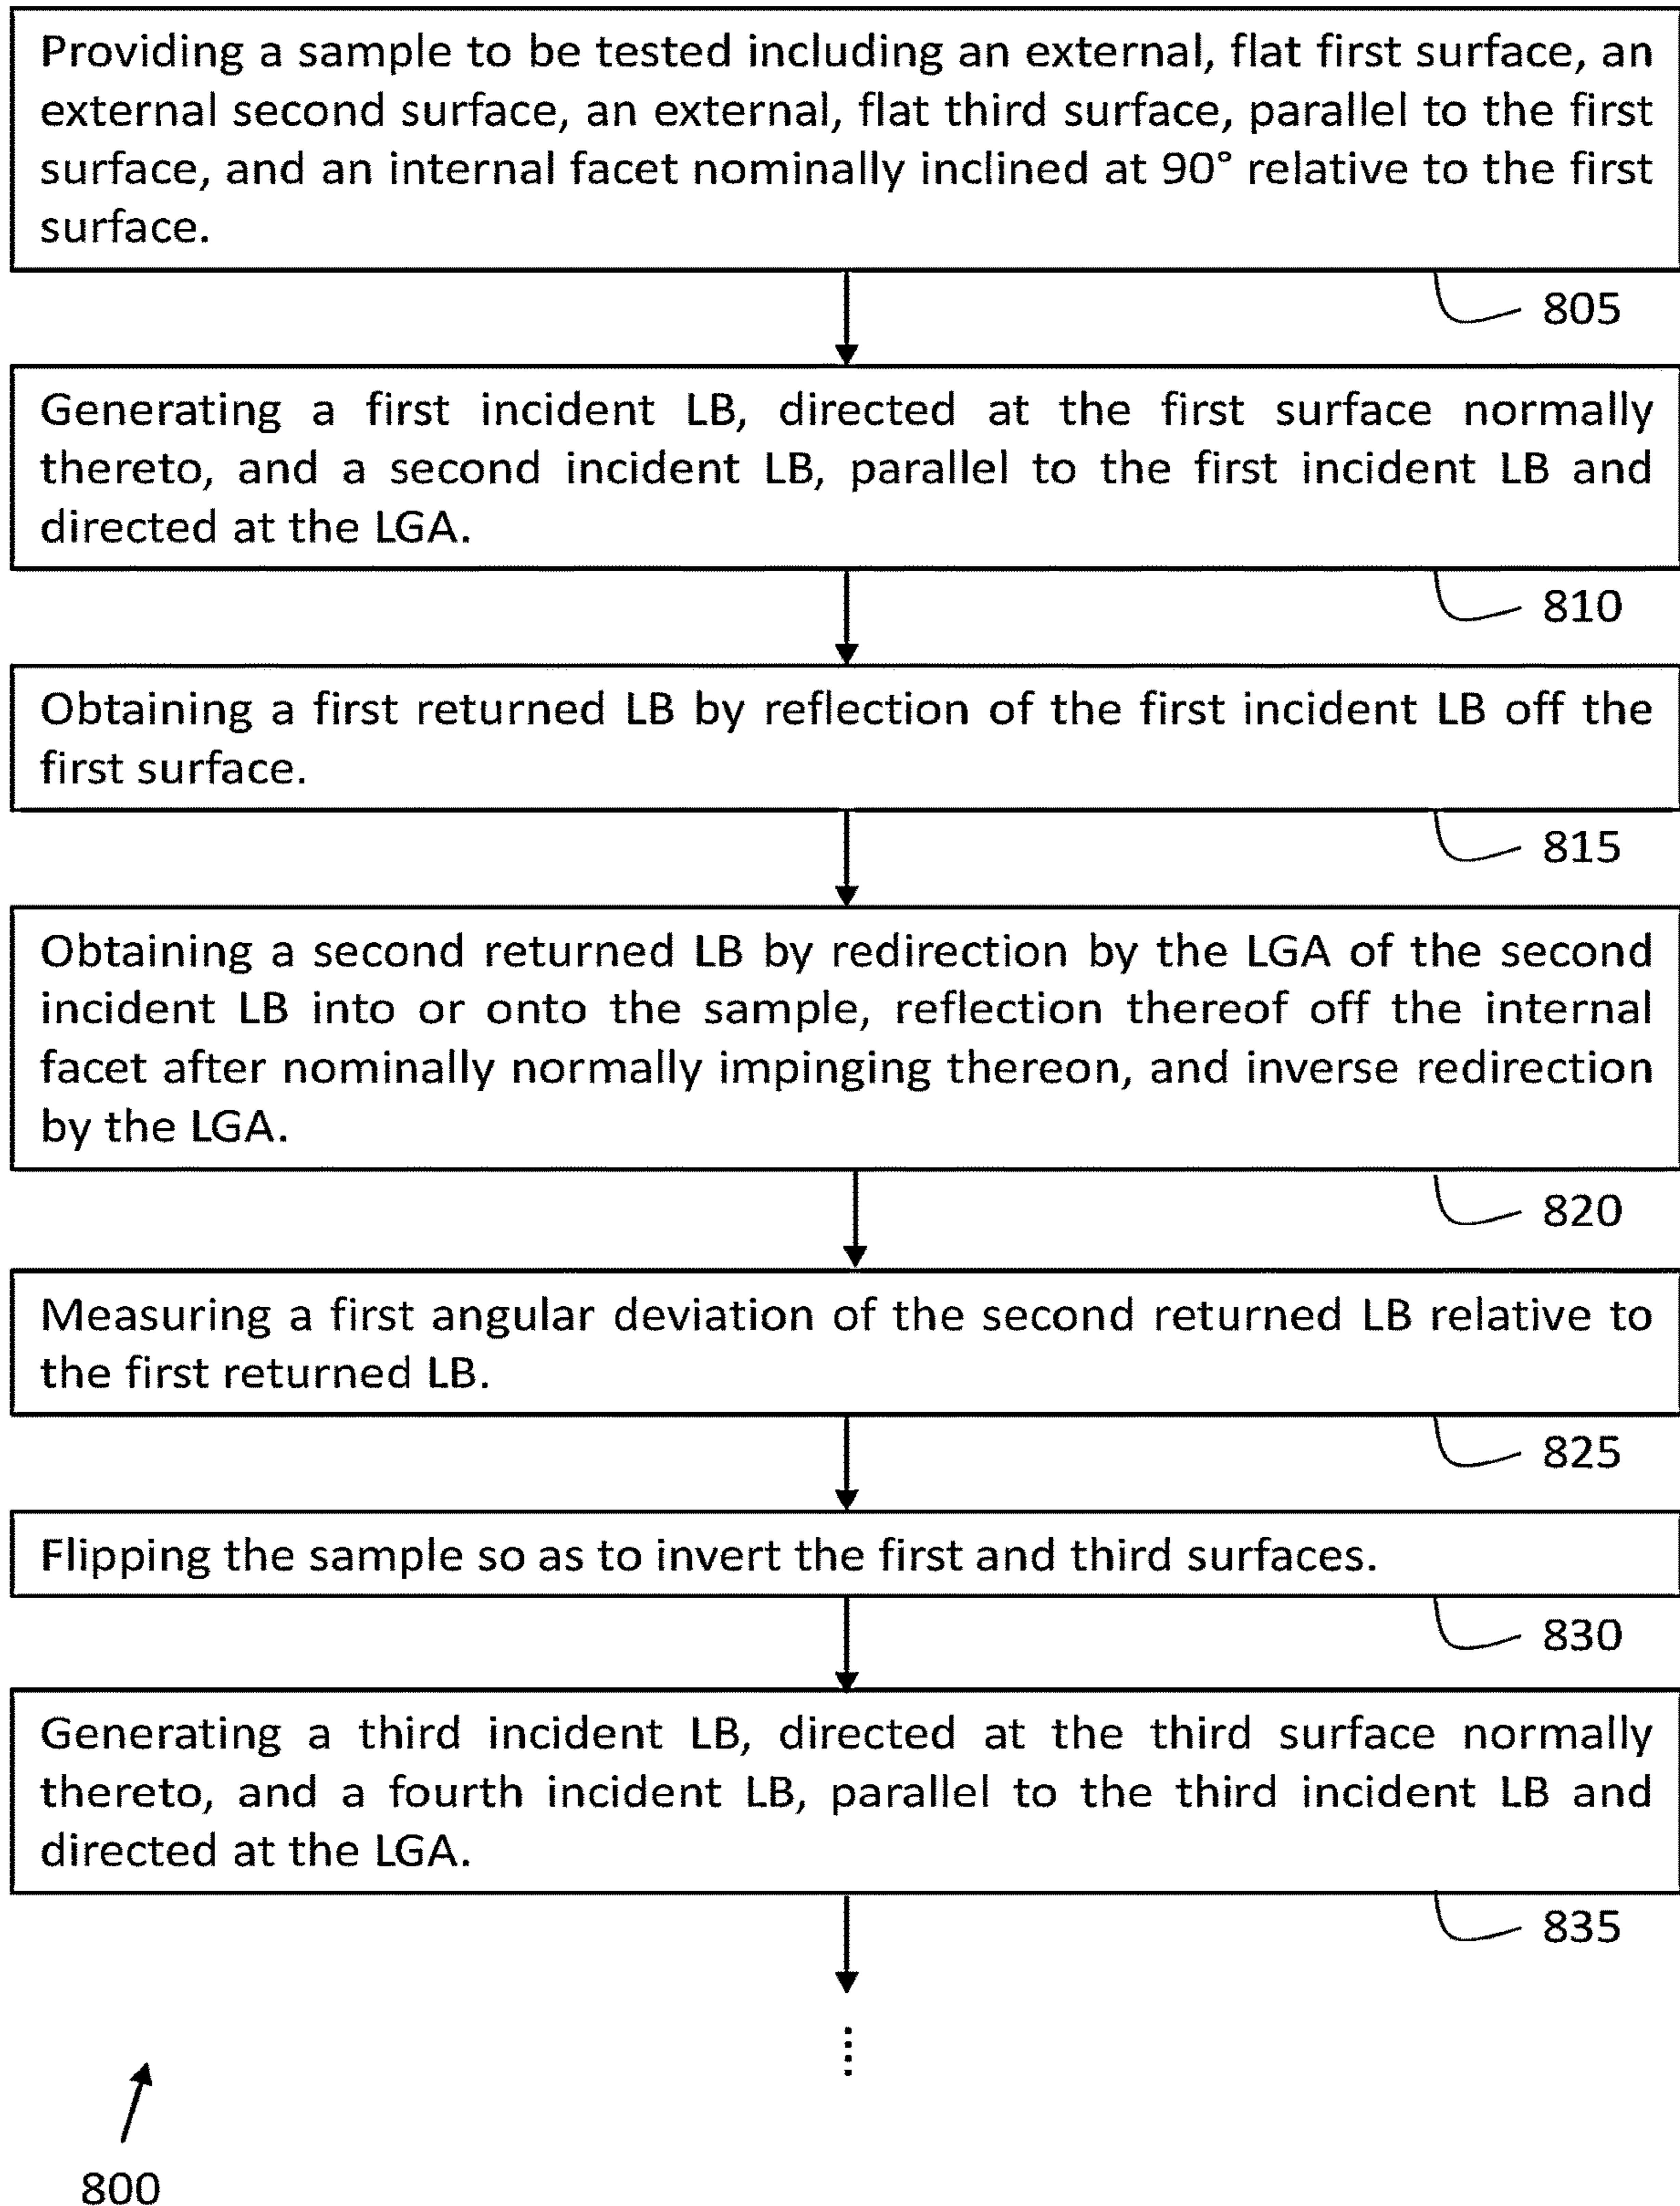 Providing a sample to be tested including an external, flat first surface, an
external second surface, an external, flat third surface, parallel to the first
surface, and an internal facet nominally inclined at 90° relative to the first
surface.
805
Generating a first incident LB, directed at the first surface normally
thereto, and a second incident LB, parallel to the first incident LB and
directed at the LGA.
810
Obtaining a first returned LB by reflection of the first incident LB off the
first surface.
815
Obtaining a second returned LB by redirection by the LGA of the second
incident LB into or onto the sample, reflection thereof off the internal
facet after nominally normally impinging thereon, and inverse redirection
by the LGA.
820
Measuring a first angular deviation of the second returned LB relative to
the first returned LB.
825
Flipping the sample so as to invert the first and third surfaces.
830
Generating a third incident LB, directed at the third surface normally
thereto, and a fourth incident LB, parallel to the third incident LB and
directed at the LGA.
835
800